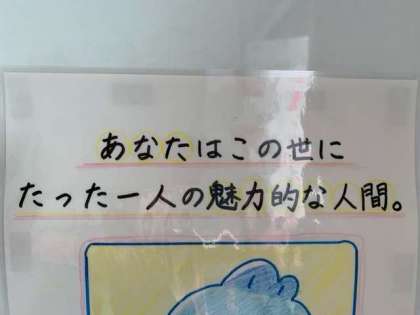 あなたはこの世に
たった一人の魅力的な人間。